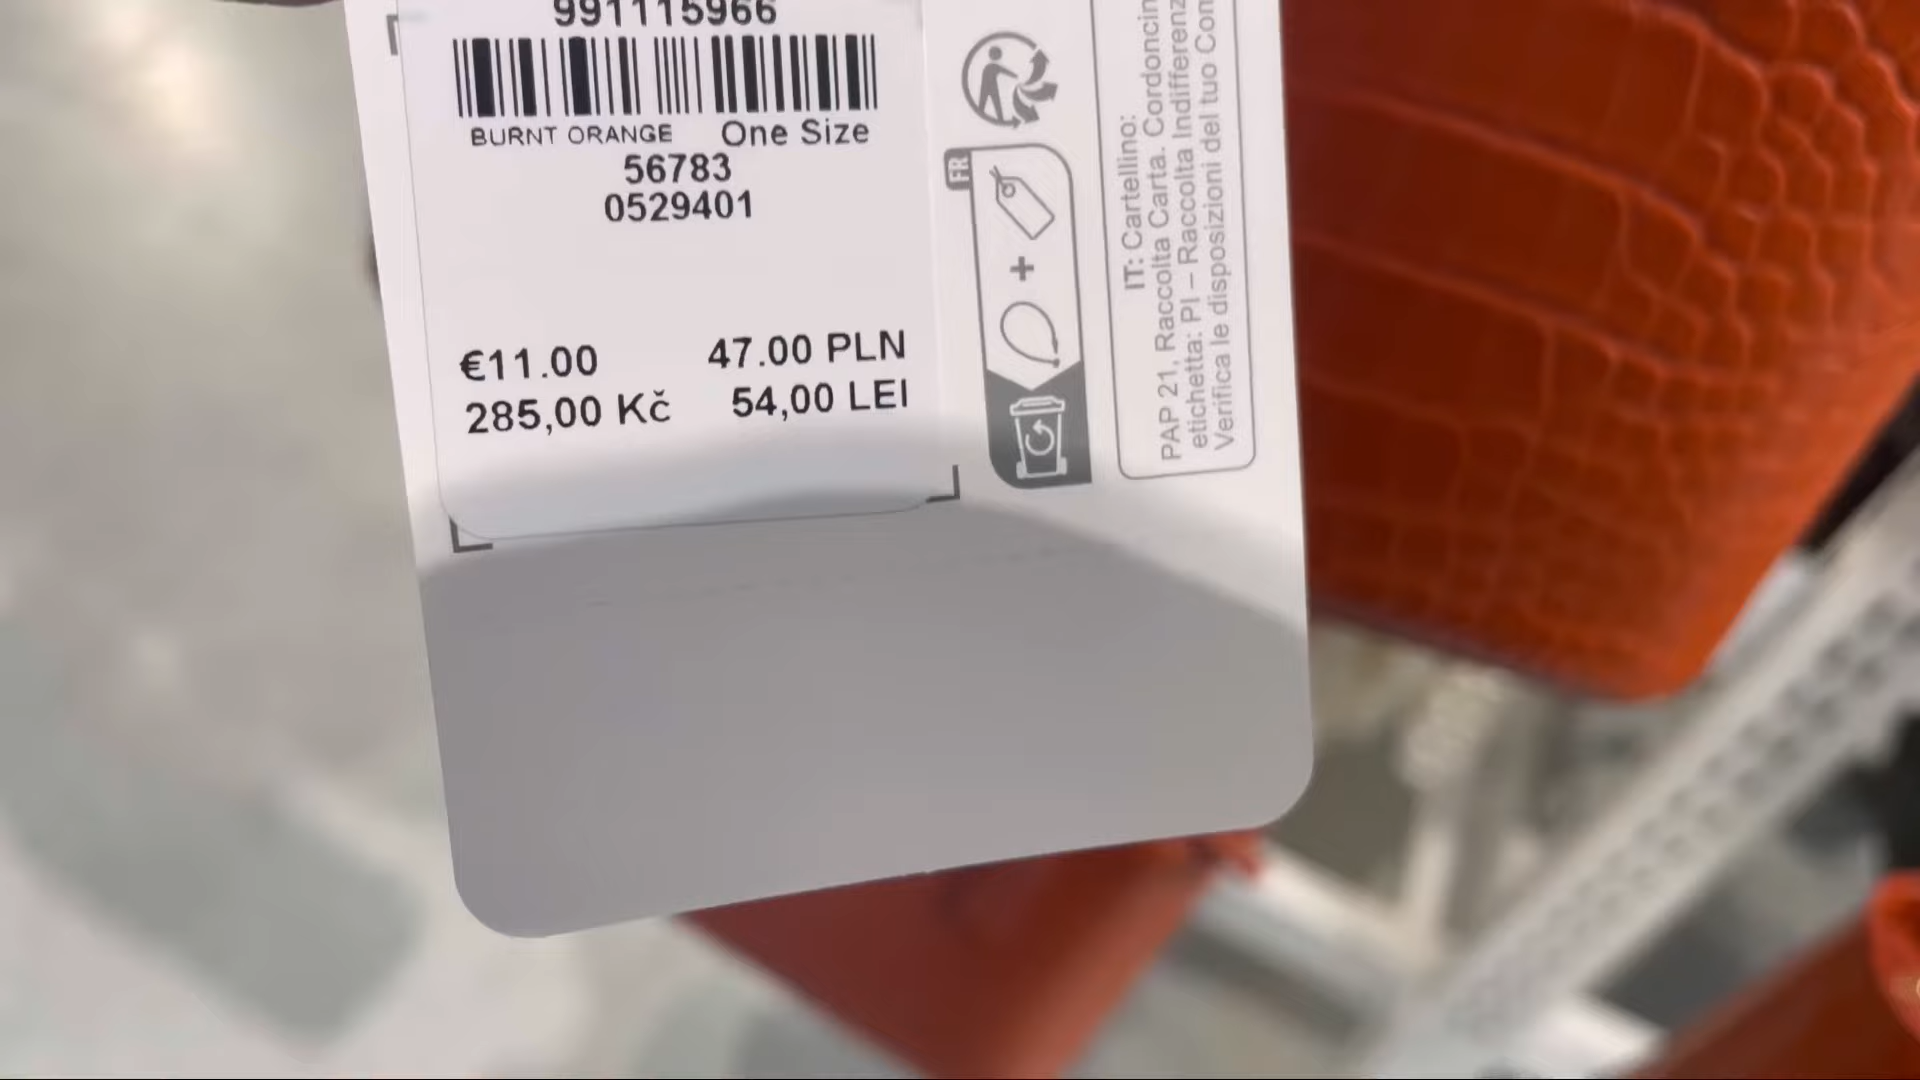 991115966
BURNT ORANGE One Size
56783
0529401
€11.00 47.00 PLN
285,00 Kč 54,00 LEI
FR
+
IT: Cartellino:
PAP 21, Raccolta Carta. Cordoncin
etichetta: PI – Raccolta Indifferenz
Verifica le disposizioni del tuo Com